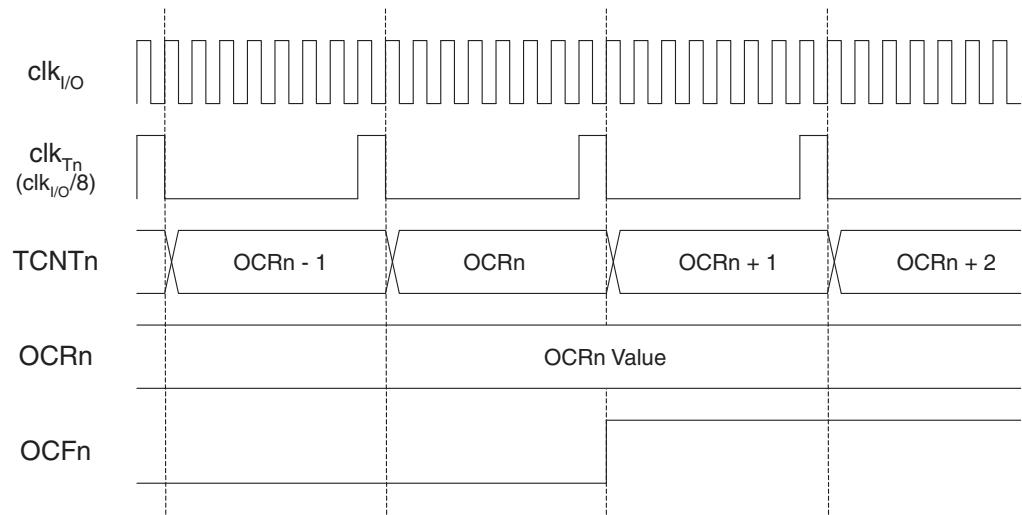 clkI/O
clkTn
(clkI/O/8)
TCNTn
OCRn - 1
OCRn
OCRn + 1
OCRn + 2
OCRn
OCRn Value
OCFn